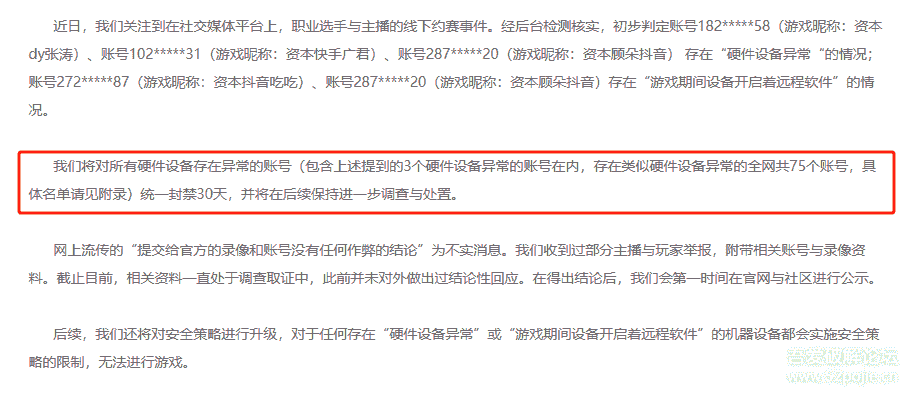 近日，我们关注到在社交媒体平台上，职业选手与主播的线下约赛事件。经后台检测核实，初步判定账号182*****58（游戏昵称：资本
dy张涛）、账号102*****31（游戏昵称：资本快手广君）、账号287*****20（游戏昵称：资本顾朵抖音） 存在“硬件设备异常“的情况；
账号272*****87（游戏昵称：资本抖音吃吃）、账号287*****20（游戏昵称：资本顾朵抖音）存在“游戏期间设备开启着远程软件”的情
况。
我们将对所有硬件设备存在异常的账号（包含上述提到的3个硬件设备异常的账号在内，存在类似硬件设备异常的全网共75个账号，具
体名单请见附录）统一封禁30天，并将在后续保持进一步调查与处置。
网上流传的“提交给官方的录像和账号没有任何作弊的结论”为不实消息。我们收到过部分主播与玩家举报，附带相关账号与录像资
料。截止目前，相关资料一直处于调查取证中，此前并未对外做出过结论性回应。在得出结论后，我们会第一时间在官网与社区进行公示。
后续，我们还将对安全策略进行升级，对于任何存在“硬件设备异常”或“游戏期间设备开启着远程软件”的机器设备都会实施安全策
略的限制，无法进行游戏。
吾爱破解论坛
www.52pojie.cn